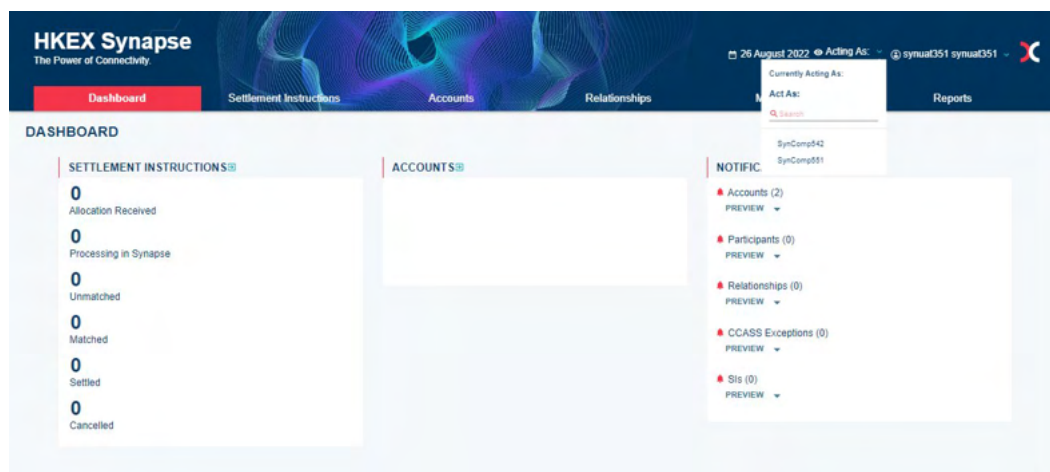 HKEX Synapse
The Power of Connectivity.
26 August 2022 Acting As: synuat351 synuat351
Currently Acting As:
Act As:
Search
SynComp542
SynComp551
Dashboard Settlement Instructions Accounts Relationships M Reports
DASHBOARD
SETTLEMENT INSTRUCTIONS
0
Allocation Received
0
Processing in Synapse
0
Unmatched
0
Matched
0
Settled
0
Cancelled
ACCOUNTS
NOTIFIC
Accounts (2)
PREVIEW
Participants (0)
PREVIEW
Relationships (0)
PREVIEW
CCASS Exceptions (0)
PREVIEW
SIs (0)
PREVIEW